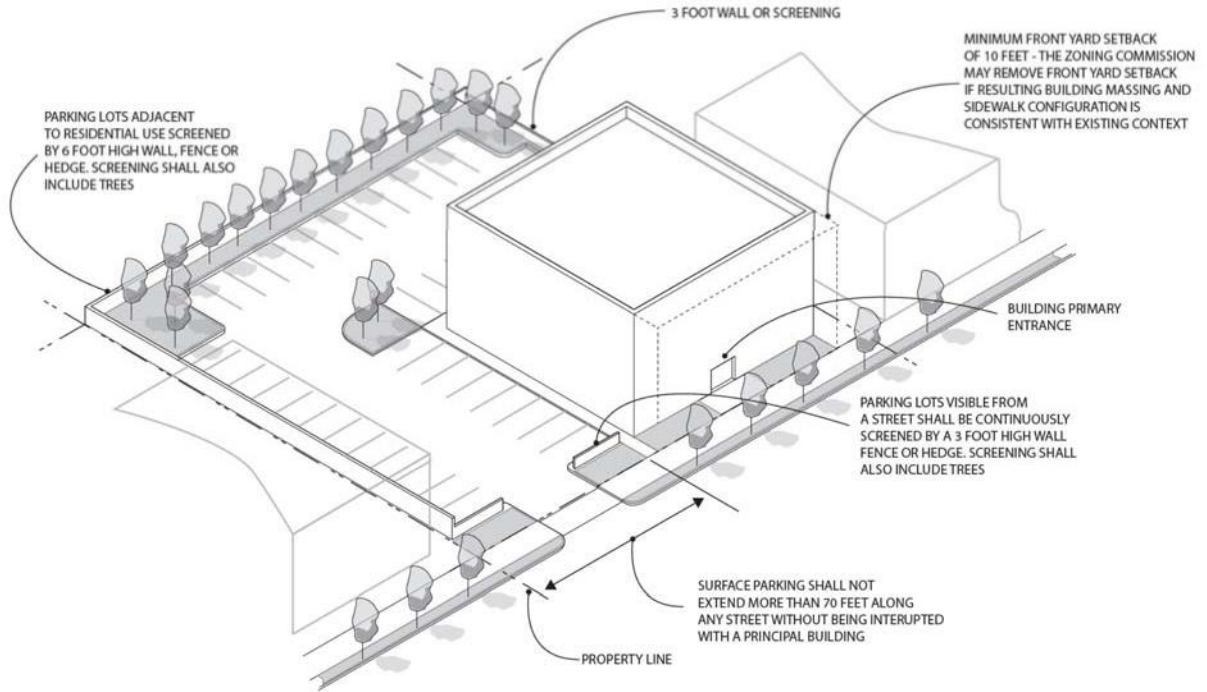 3 FOOT WALL OR SCREENING
MINIMUM FRONT YARD SETBACK
OF 10 FEET - THE ZONING COMMISSION
MAY REMOVE FRONT YARD SETBACK
IF RESULTING BUILDING MASSING AND
SIDEWALK CONFIGURATION IS
CONSISTENT WITH EXISTING CONTEXT
PARKING LOTS ADJACENT
TO RESIDENTIAL USE SCREENED
BY 6 FOOT HIGH WALL, FENCE OR
HEDGE. SCREENING SHALL ALSO
INCLUDE TREES
BUILDING PRIMARY
ENTRANCE
PARKING LOTS VISIBLE FROM
A STREET SHALL BE CONTINUOUSLY
SCREENED BY A 3 FOOT HIGH WALL
FENCE OR HEDGE. SCREENING SHALL
ALSO INCLUDE TREES
SURFACE PARKING SHALL NOT
EXTEND MORE THAN 70 FEET ALONG
ANY STREET WITHOUT BEING INTERUPTED
WITH A PRINCIPAL BUILDING
PROPERTY LINE